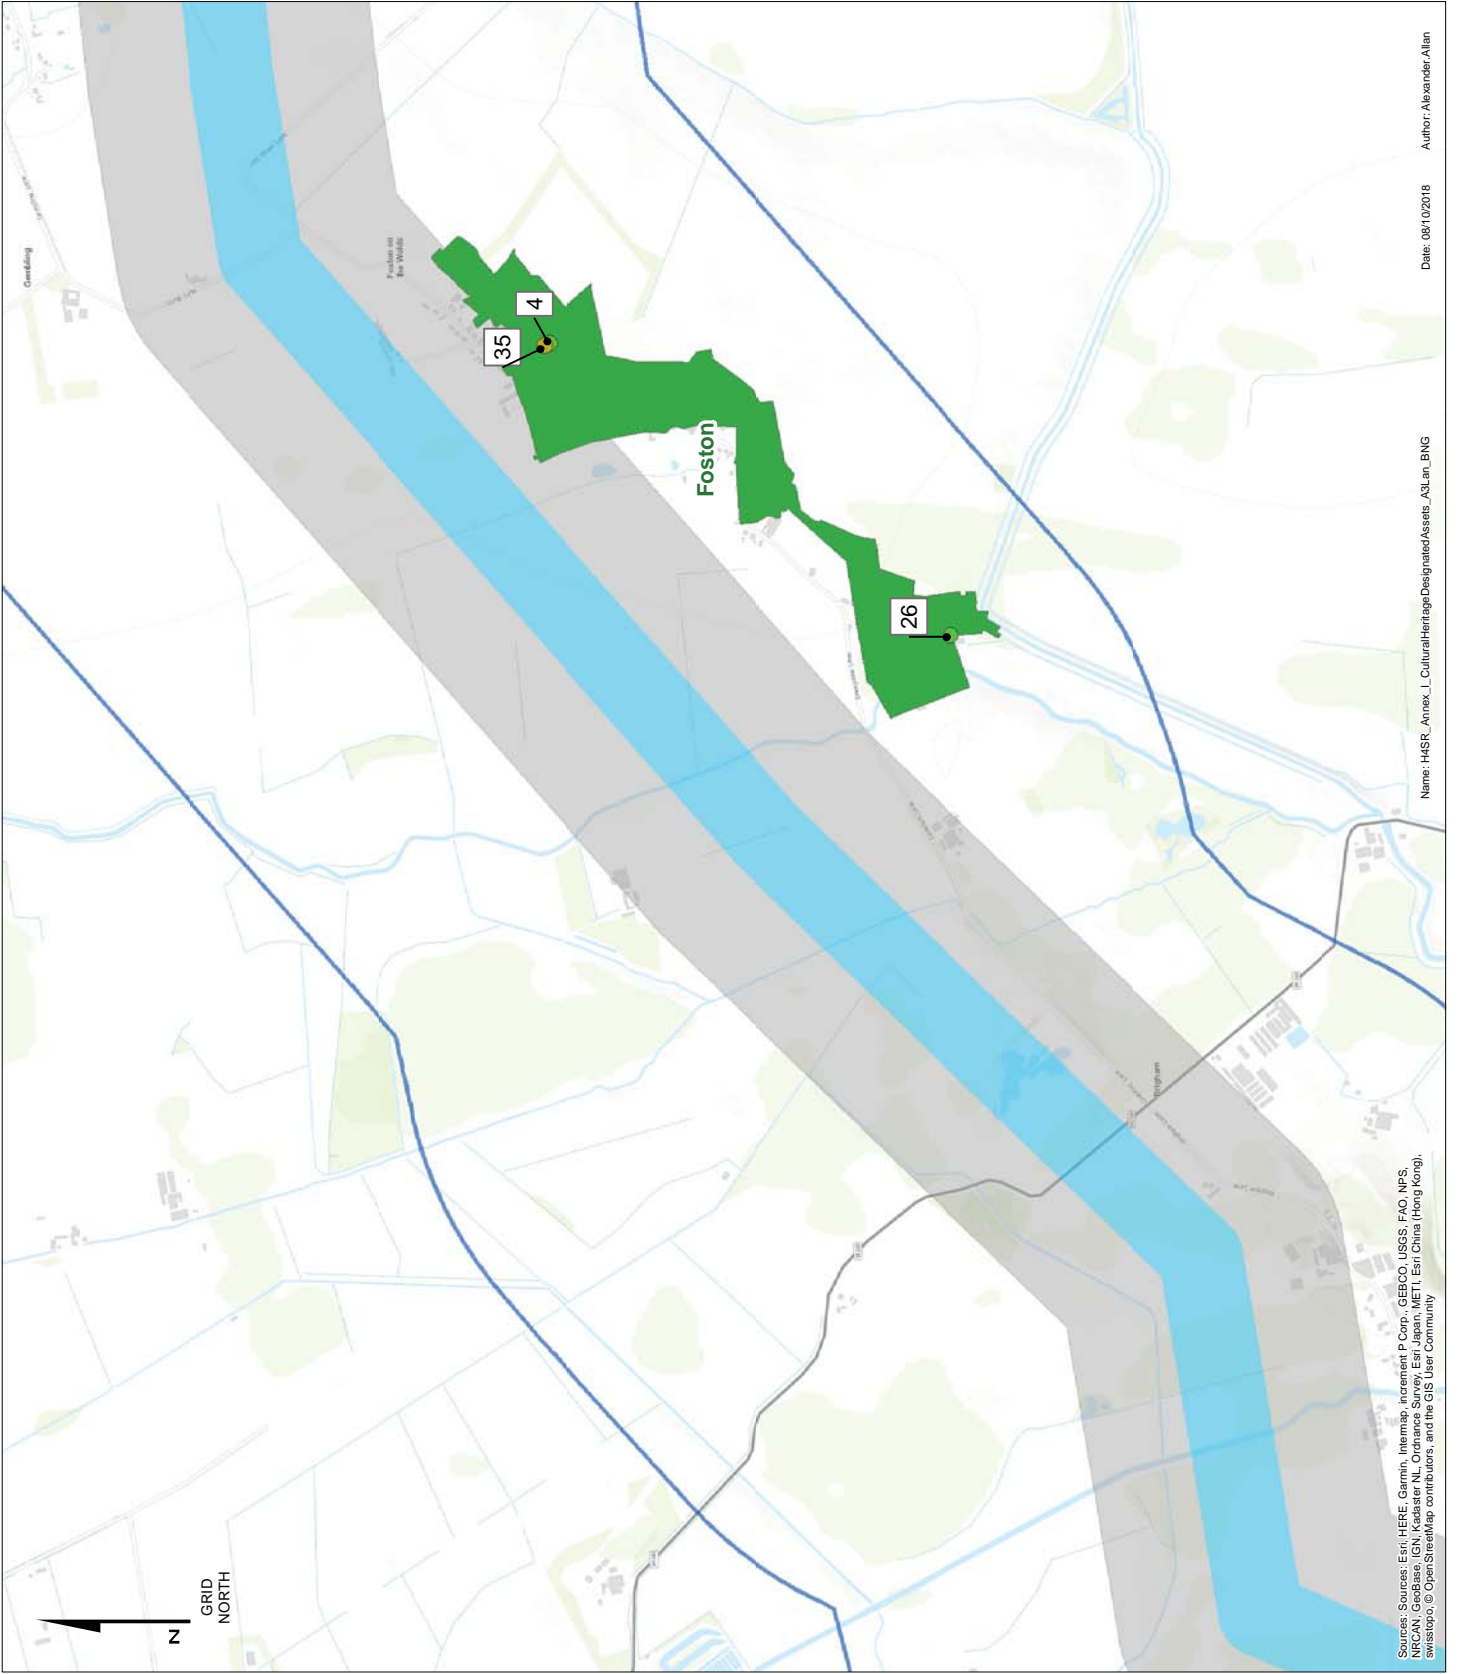 GRID
NORTH
N
Gembling
Foston on
the Wolds
35
4
Foston
26
Brigham
Sources: Sources: Esri, HERE, Garmin, Intermap, increment P Corp., GEBCO, USGS, FAO, NPS,
NRCAN, GeoBase, IGN, Kadaster NL, Ordnance Survey, Esri Japan, METI, Esri China (Hong Kong),
swisstopo, © OpenStreetMap contributors, and the GIS User Community
Name: H4SR_Annex_I_CulturalHeritageDesignatedAssets_A3Lan_BNG
Date: 08/10/2018
Author: Alexander.Allan